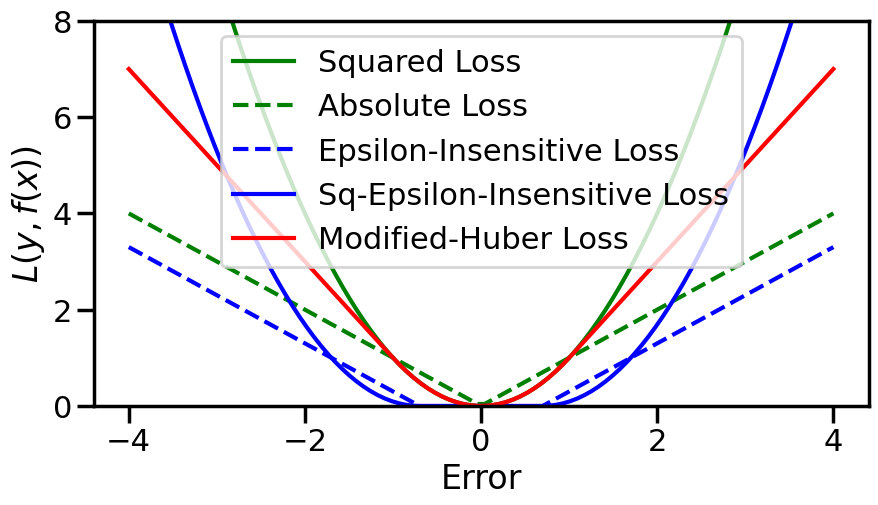 8
6
4
2
0
L(y, f(x))
Squared Loss
Absolute Loss
Epsilon-Insensitive Loss
Sq-Epsilon-Insensitive Loss
Modified-Huber Loss
−4 −2 0 2 4
Error